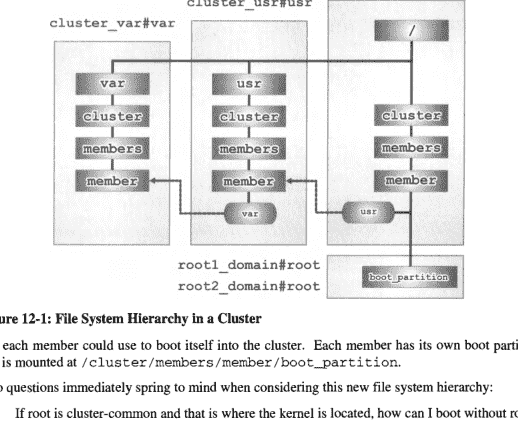 cluster_usr#usr
cluster_var#var
/
var
usr
cluster
cluster
cluster
members
members
members
member
member
member
var
usr
root1_domain#root
root2_domain#root
boot_partition
ure 12-1: File System Hierarchy in a Cluster
each member could use to boot itself into the cluster. Each member has its own boot parti
is mounted at /cluster/members/member/boot_partition.
o questions immediately spring to mind when considering this new file system hierarchy:
If root is cluster-common and that is where the kernel is located, how can I boot without ro